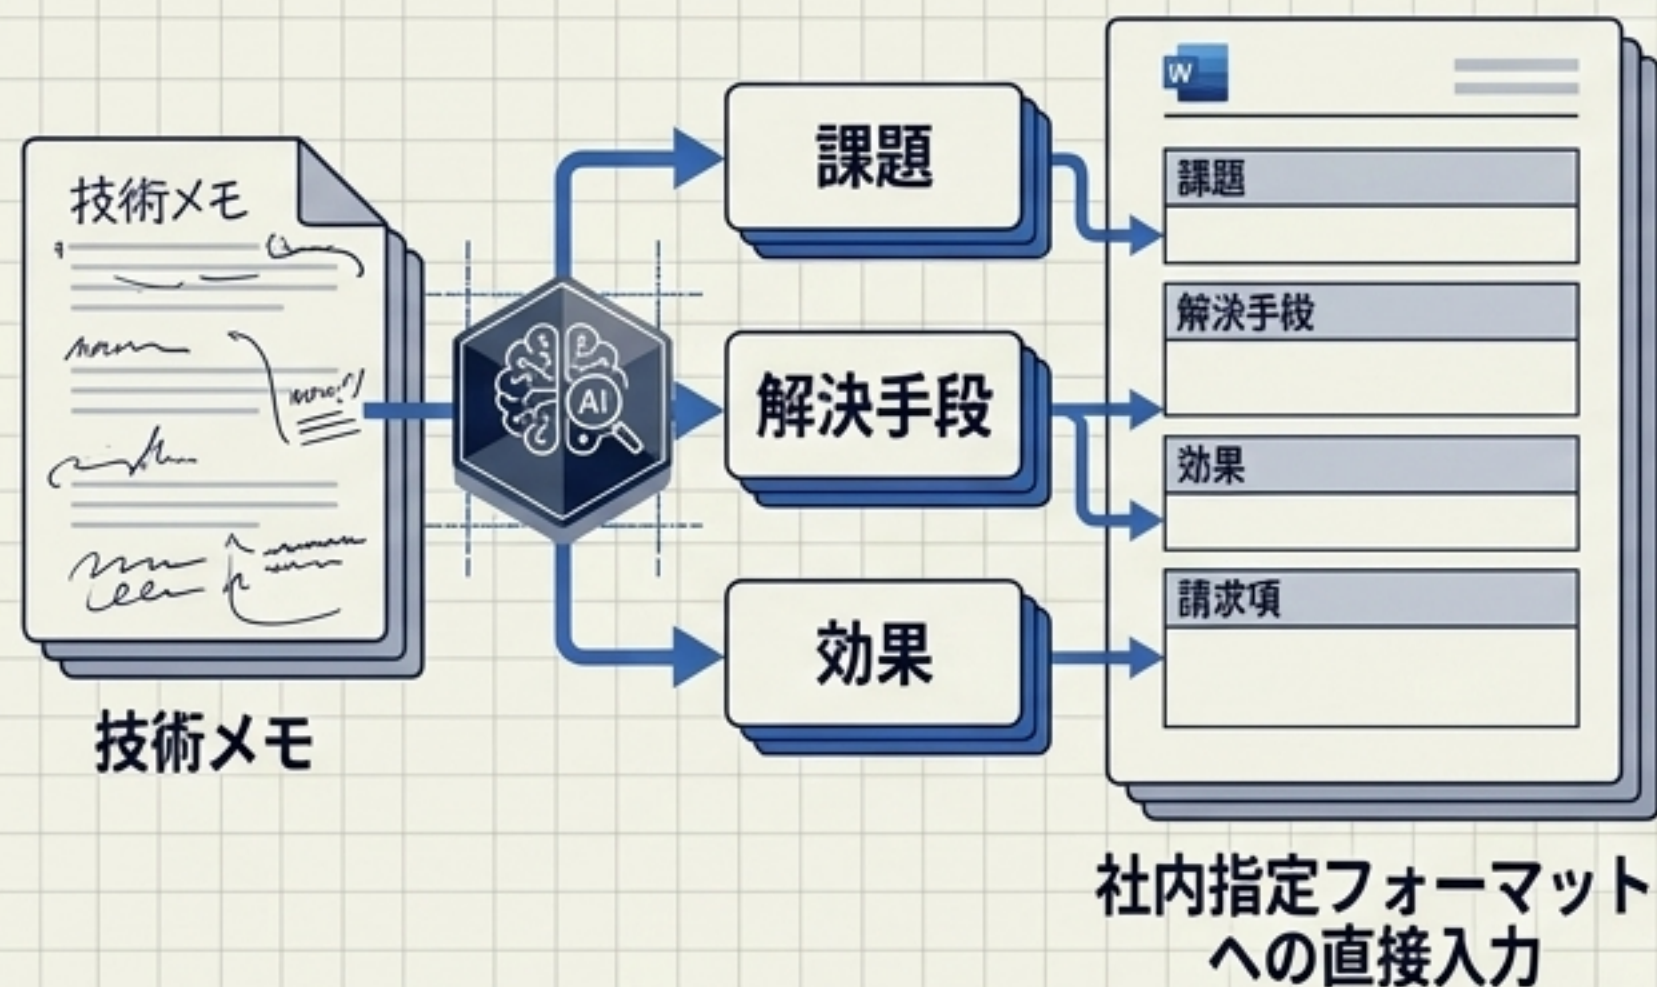 技術メモ
技術メモ
AI
課題
解決手段
効果
W
課題
解決手段
効果
請求項
社内指定フォーマット
への直接入力